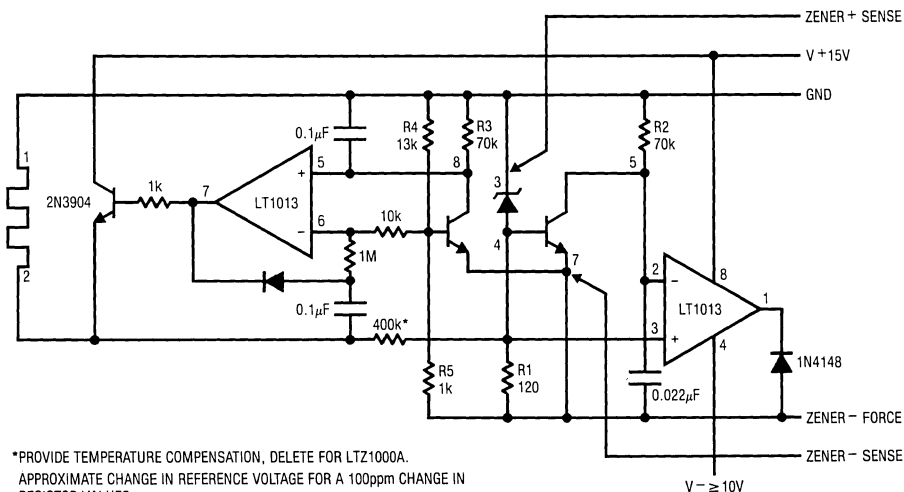 ZENER + SENSE
V +15V
GND
1
2N3904
1k
7
LT1013
0.1µF
5
+
6
−
10k
1M
0.1µF
400k*
R4
13k
R3
70k
8
3
4
R5
1k
R1
120
7
R2
70k
5
2
−
3
+
LT1013
8
4
1
1N4148
0.022µF
2
ZENER − FORCE
ZENER − SENSE
V − ≥ 10V
*PROVIDE TEMPERATURE COMPENSATION, DELETE FOR LTZ1000A.
APPROXIMATE CHANGE IN REFERENCE VOLTAGE FOR A 100ppm CHANGE IN